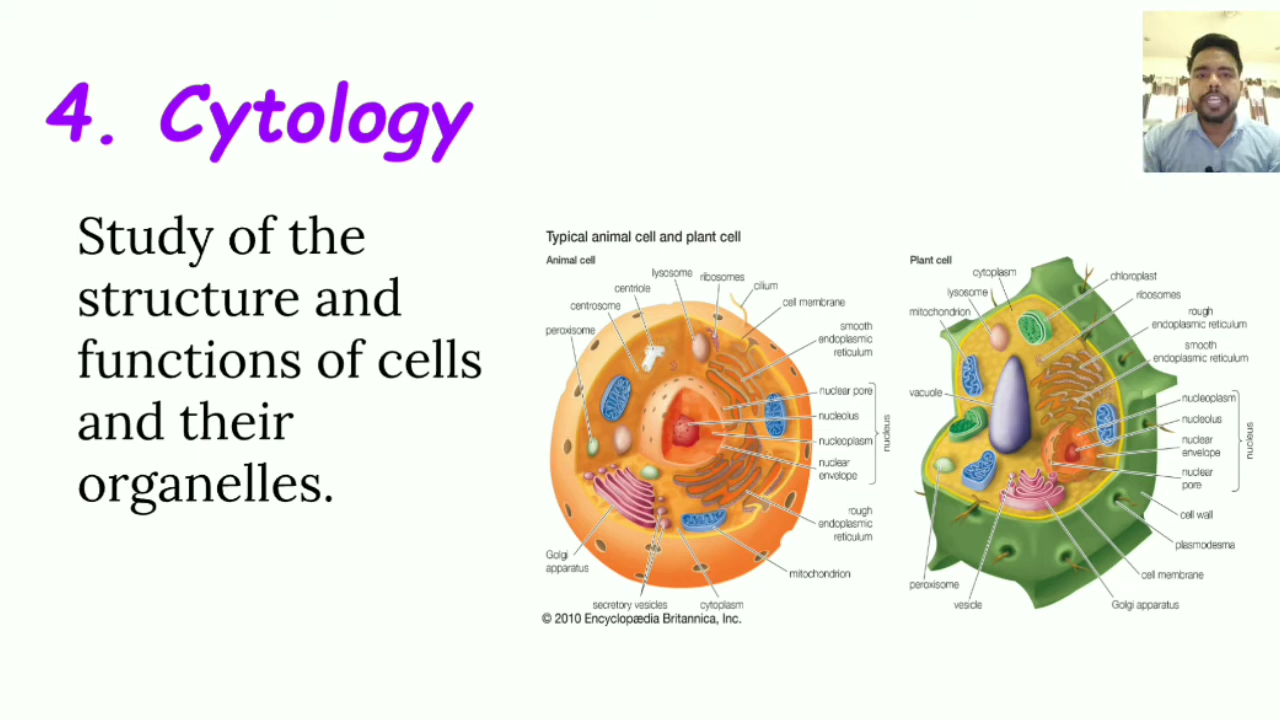 4. Cytology
Study of the
structure and
functions of cells
and their
organelles.
Typical animal cell and plant cell
Animal cell
lysosome
ribosomes
centriole
cilium
centrosome
cell membrane
peroxisome
smooth
endoplasmic
reticulum
nuclear pore
nucleolus
nucleoplasm
nuclear
envelope
nucleus
rough
endoplasmic
reticulum
Golgi
apparatus
mitochondrion
secretory vesicles
cytoplasm
© 2010 Encyclopædia Britannica, Inc.
Plant cell
cytoplasm
chloroplast
lysosome
ribosomes
mitochondrion
rough
endoplasmic reticulum
smooth
endoplasmic reticulum
vacuole
nucleoplasm
nucleolus
nuclear
envelope
nuclear
pore
nucleus
cell wall
plasmodesma
cell membrane
peroxisome
vesicle
Golgi apparatus